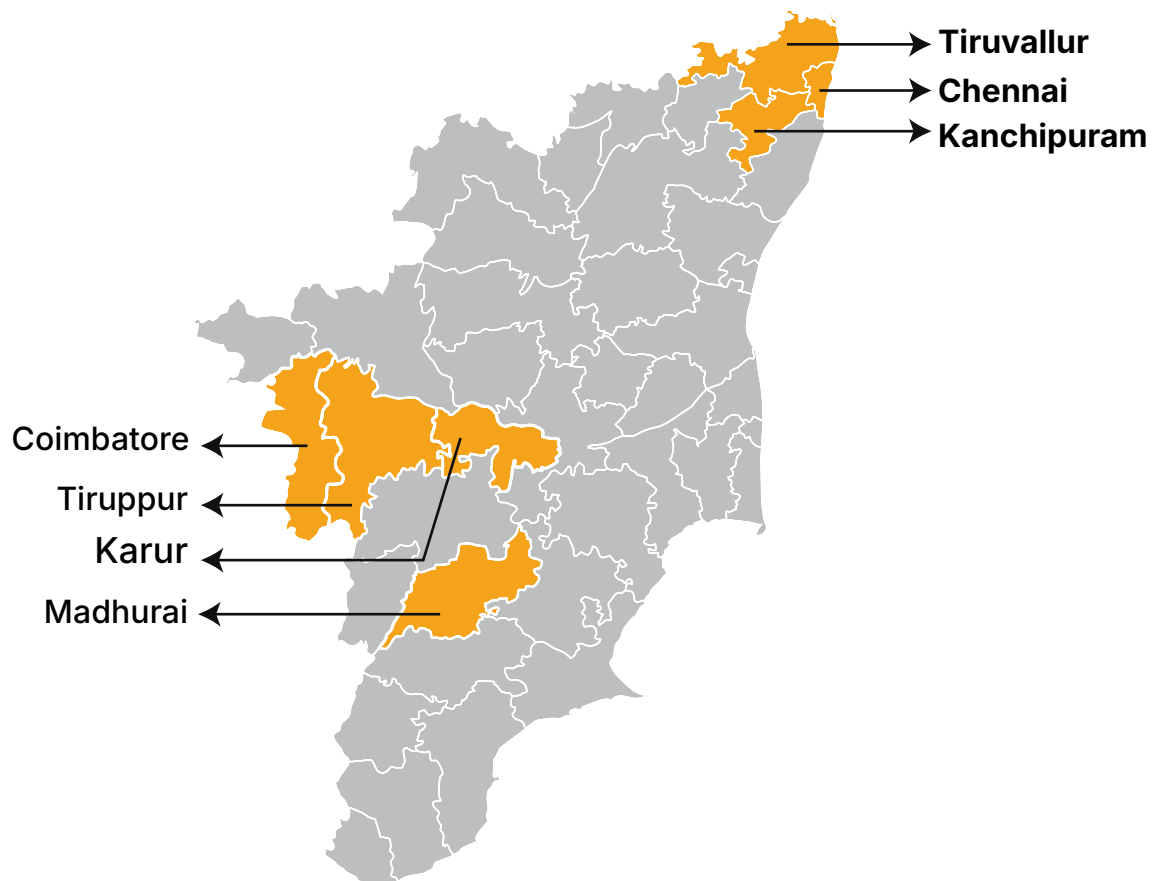 Tiruvallur
Chennai
Kanchipuram
Coimbatore
Tiruppur
Karur
Madhurai